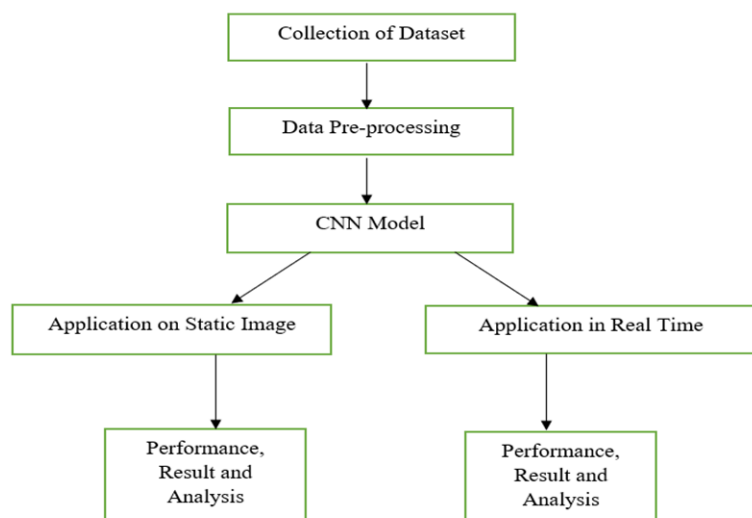 Collection of Dataset
Data Pre-processing
CNN Model
Application on Static Image
Application in Real Time
Performance,
Result and
Analysis
Performance,
Result and
Analysis